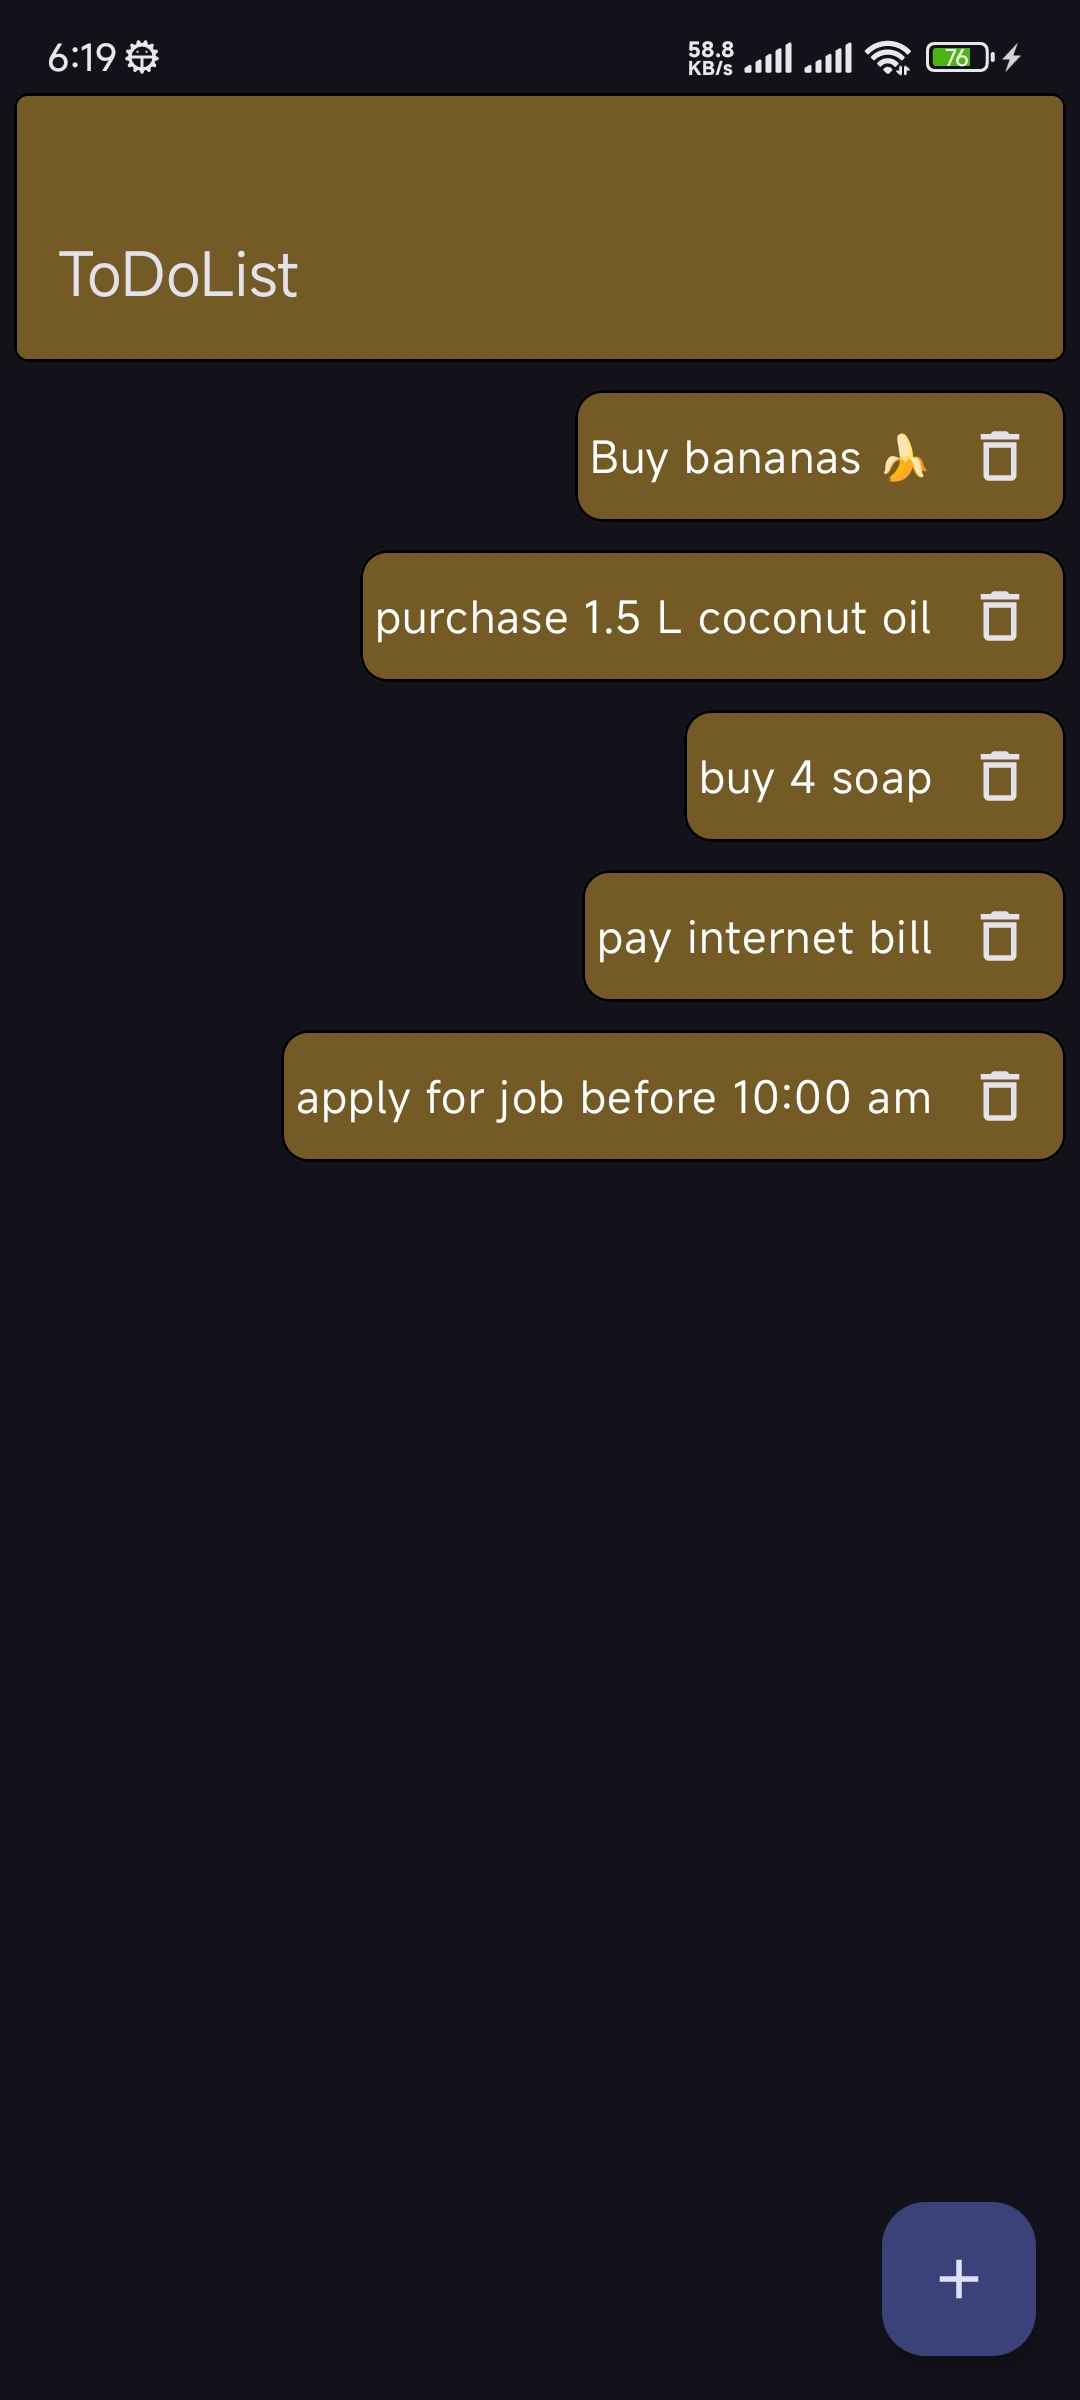 6:19
58.8
KB/s
76
ToDoList
Buy bananas 🍌
purchase 1.5 L coconut oil
buy 4 soap
pay internet bill
apply for job before 10:00 am
+